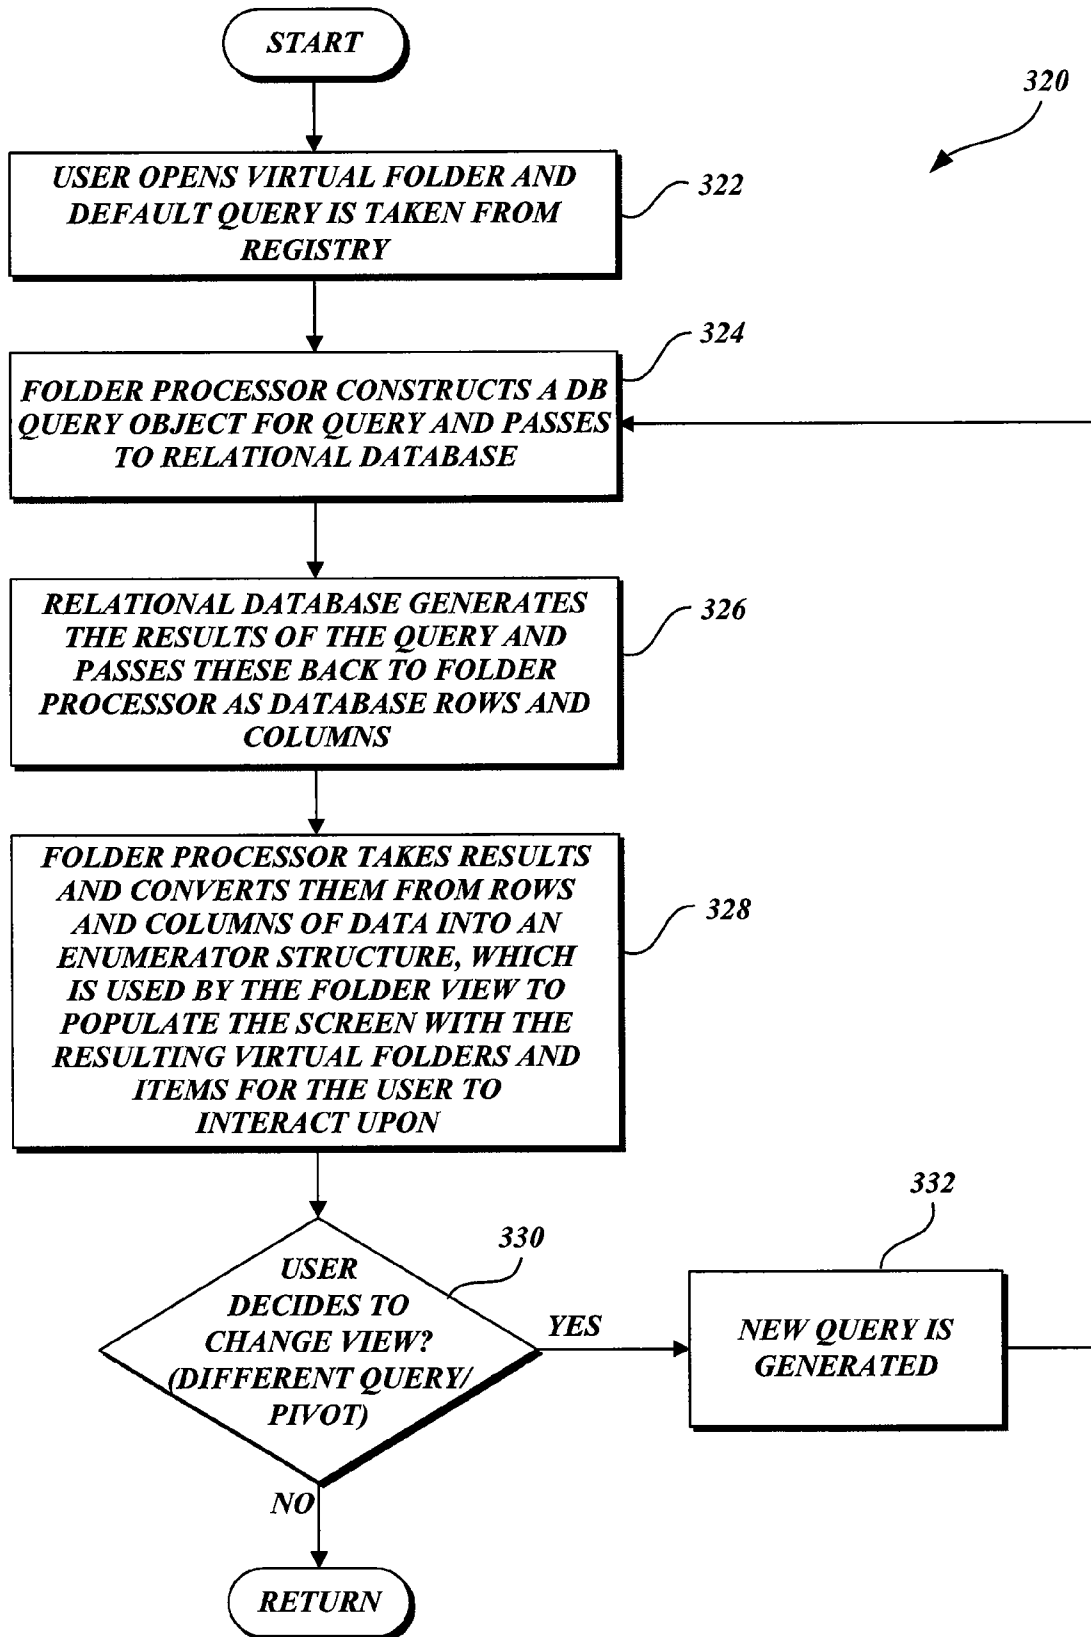 START
320
USER OPENS VIRTUAL FOLDER AND
DEFAULT QUERY IS TAKEN FROM
REGISTRY
322
324
FOLDER PROCESSOR CONSTRUCTS A DB
QUERY OBJECT FOR QUERY AND PASSES
TO RELATIONAL DATABASE
RELATIONAL DATABASE GENERATES
THE RESULTS OF THE QUERY AND
PASSES THESE BACK TO FOLDER
PROCESSOR AS DATABASE ROWS AND
COLUMNS
326
FOLDER PROCESSOR TAKES RESULTS
AND CONVERTS THEM FROM ROWS
AND COLUMNS OF DATA INTO AN
ENUMERATOR STRUCTURE, WHICH
IS USED BY THE FOLDER VIEW TO
POPULATE THE SCREEN WITH THE
RESULTING VIRTUAL FOLDERS AND
ITEMS FOR THE USER TO
INTERACT UPON
328
330
USER
DECIDES TO
CHANGE VIEW?
(DIFFERENT QUERY/
PIVOT)
YES
332
NEW QUERY IS
GENERATED
NO
RETURN